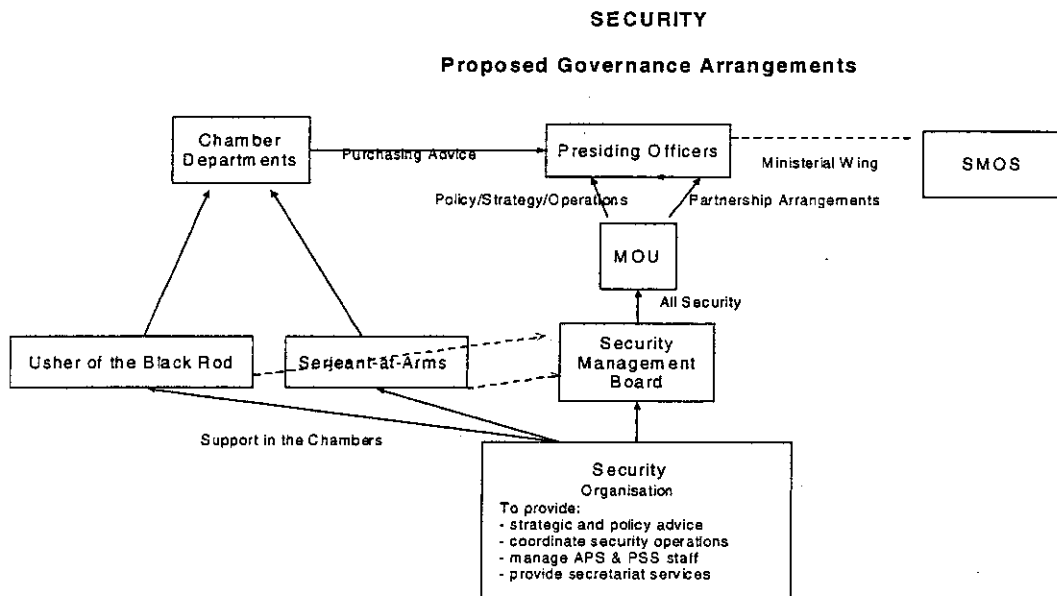 SECURITY
Proposed Governance Arrangements
Chamber
Departments
Purchasing Advice
Presiding Officers
Ministerial Wing
SMOS
Policy/Strategy/Operations
Partnership Arrangements
MOU
All Security
Usher of the Black Rod
Serjeant-at-Arms
Security
Management
Board
Support in the Chambers
Security
Organisation
To provide:
- strategic and policy advice
- coordinate security operations
- manage APS & PSS staff
- provide secretariat services